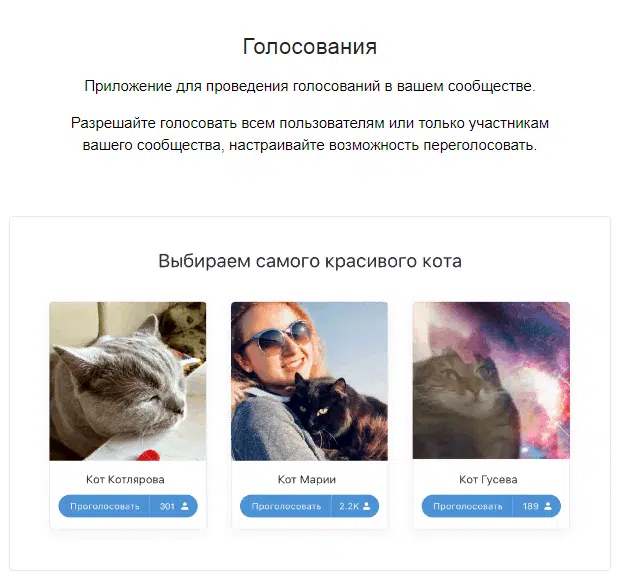 Голосования
Приложение для проведения голосований в вашем сообществе.
Разрешайте голосовать всем пользователям или только участникам
вашего сообщества, настраивайте возможность переголосовать.
Выбираем самого красивого кота
Кот Котлярова
Проголосовать 301
Кот Марии
Проголосовать 2.2K
Кот Гусева
Проголосовать 189